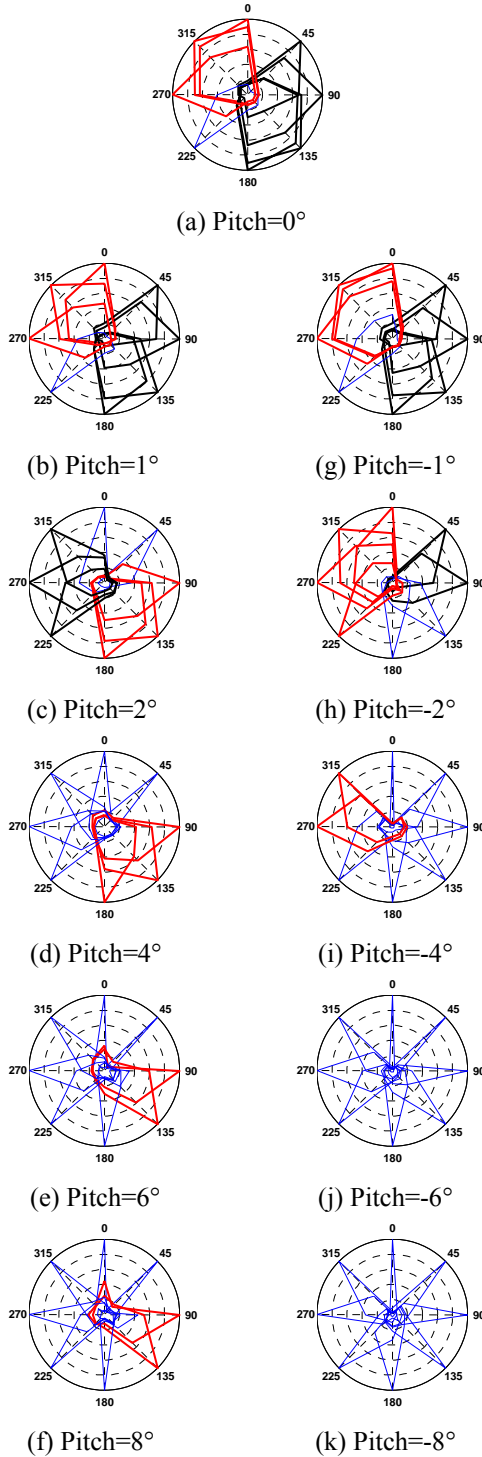 0
315
270 90
225 135
180
(a) Pitch=0°
0 0
315 45 315 45
270 90 270 90
225 135 225 135
180 180
(b) Pitch=1° (g) Pitch=-1°
0 0
315 45 315 45
270 90 270 90
225 135 225 135
180 180
(c) Pitch=2° (h) Pitch=-2°
0 0
315 45 315 45
270 90 270 90
225 135 225 135
180 180
(d) Pitch=4° (i) Pitch=-4°
0 0
315 45 315 45
270 90 270 90
225 135 225 135
180 180
(e) Pitch=6° (j) Pitch=-6°
0 0
315 45 315 45
270 90 270 90
225 135 225 135
180 180
(f) Pitch=8° (k) Pitch=-8°